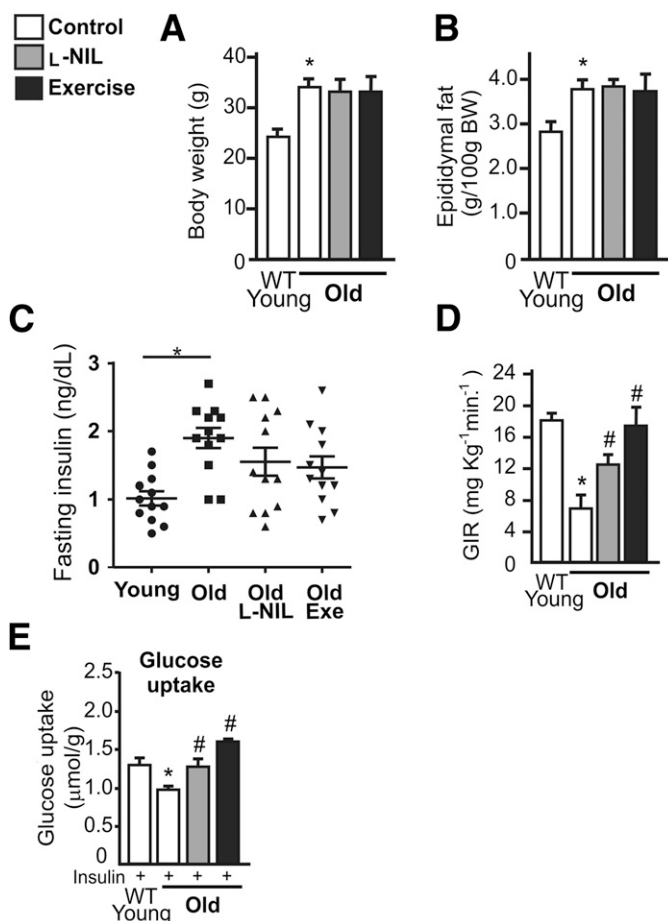 Control
L-NIL
Exercise
A
Body weight (g)
40
30
20
10
0
*
WT
Young
Old
B
Epididymal fat
(g/100g BW)
4.0
3.0
2.0
1.0
0
*
WT
Young
Old
C
Fasting insulin (ng/dL)
3
2
1
0
*
Young
Old
Old
L-NIL
Old
Exe
D
GIR (mg Kg⁻¹min.⁻¹)
24
20
16
12
8
4
0
*
#
#
WT
Young
Old
E
Glucose
uptake
Glucose uptake
(μmol/g)
2.5
2.0
1.5
1.0
0.5
0
*
#
#
Insulin + + + +
WT
Young
Old